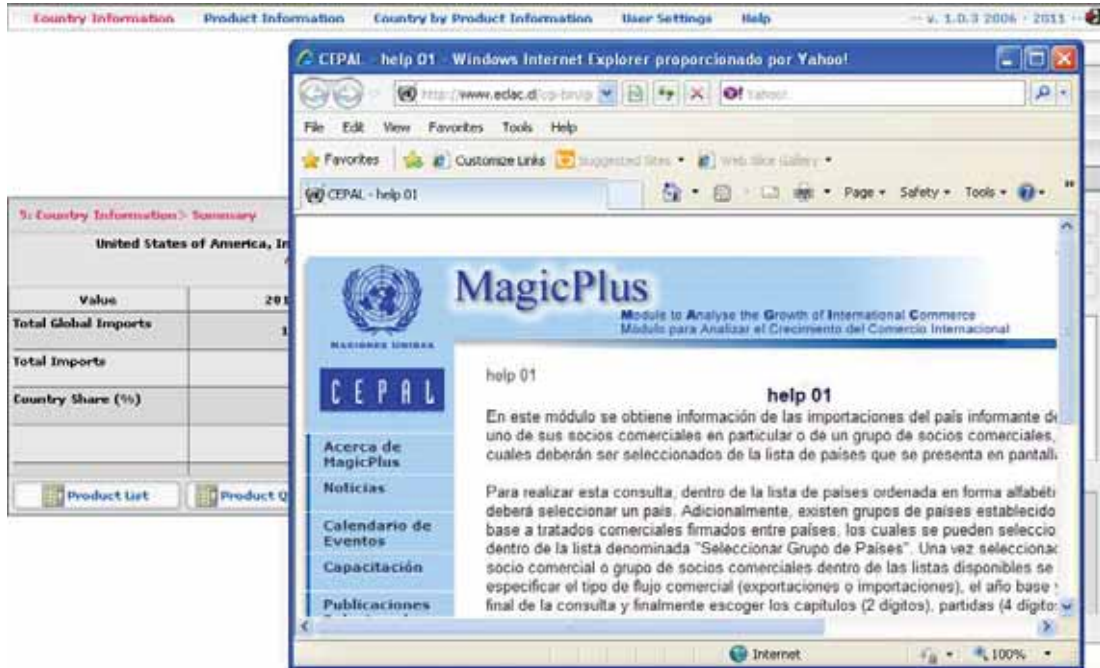 Country Information Product Information Country by Product Information User Settings Help -- v. 1.0.3 2006 - 2011 --
CEPAL - help 01 - Windows Internet Explorer proporcionado por Yahoo!
http://www.eclac.cl
Yahoo!
File Edit View Favorites Tools Help
Favorites Customize Links Suggested Sites Web Slice Gallery
CEPAL - help 01
Page Safety Tools
5: Country Information> Summary
United States of America, In
Value 201
Total Global Imports 1
Total Imports
Country Share (%)
Product List Product Q
NACIONES UNIDAS
CEPAL
MagicPlus
Module to Analyse the Growth of International Commerce
Módulo para Analizar el Crecimiento del Comercio Internacional
Acerca de
MagicPlus
Noticias
Calendario de
Eventos
Capacitación
Publicaciones
help 01
help 01
En este módulo se obtiene información de las importaciones del país informante de
uno de sus socios comerciales en particular o de un grupo de socios comerciales,
cuales deberán ser seleccionados de la lista de países que se presenta en pantalla
Para realizar esta consulta, dentro de la lista de países ordenada en forma alfabéti
deberá seleccionar un país. Adicionalmente, existen grupos de países establecido
base a tratados comerciales firmados entre países, los cuales se pueden seleccio
dentro de la lista denominada "Seleccionar Grupo de Países". Una vez seleccionad
socio comercial o grupo de socios comerciales dentro de las listas disponibles se
especificar el tipo de flujo comercial (exportaciones o importaciones), el año base y
final de la consulta y finalmente escoger los capítulos (2 dígitos), partidas (4 dígito
Internet 100%